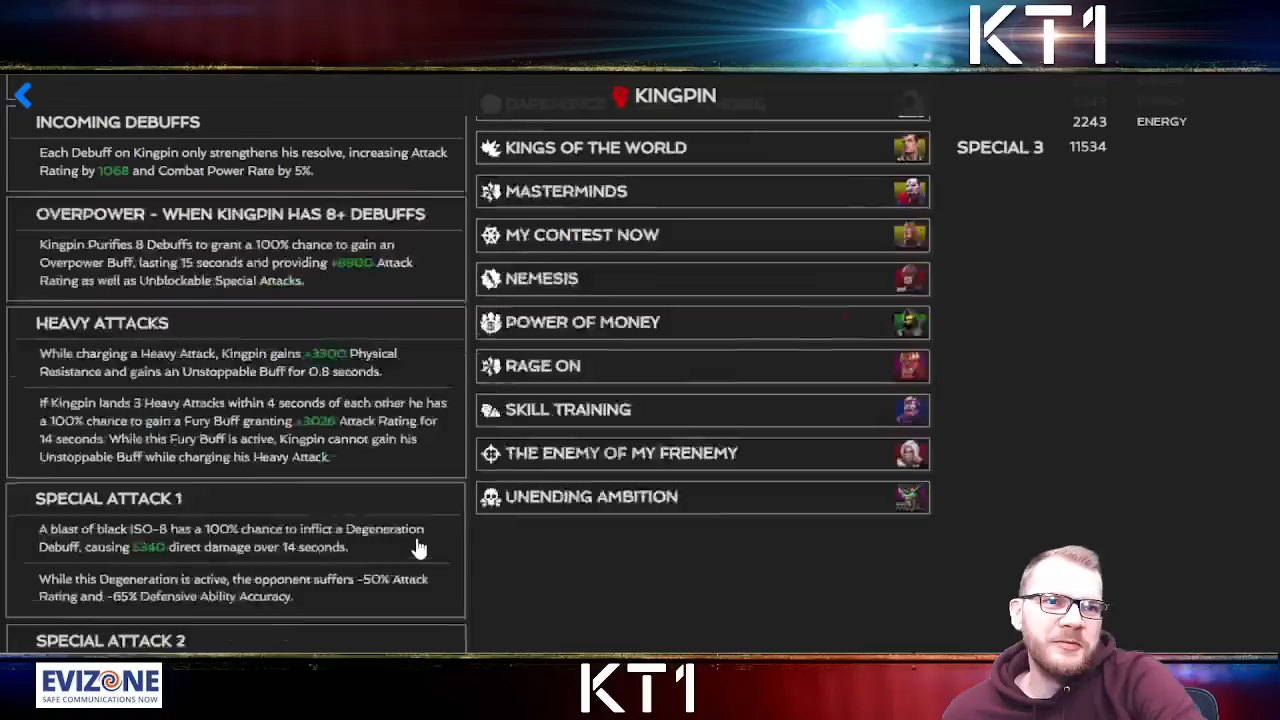 KT1
KINGPIN
INCOMING DEBUFFS
Each Debuff on Kingpin only strengthens his resolve, increasing Attack
Rating by 1068 and Combat Power Rate by 5%.
OVERPOWER - WHEN KINGPIN HAS 8+ DEBUFFS
Kingpin Purifies 8 Debuffs to grant a 100% chance to gain an
Overpower Buff, lasting 15 seconds and providing Attack
Rating as well as Unblockable Special Attacks.
HEAVY ATTACKS
While charging a Heavy Attack, Kingpin gains +3300 Physical
Resistance and gains an Unstoppable Buff for 0.8 seconds.
If Kingpin lands 3 Heavy Attacks within 4 seconds of each other he has
a 100% chance to gain a Fury Buff granting +3026 Attack Rating for
14 seconds. While this Fury Buff is active, Kingpin cannot gain his
Unstoppable Buff while charging his Heavy Attack.
SPECIAL ATTACK 1
A blast of black ISO-8 has a 100% chance to inflict a Degeneration
Debuff, causing direct damage over 14 seconds.
While this Degeneration is active, the opponent suffers -50% Attack
Rating and -65% Defensive Ability Accuracy.
SPECIAL ATTACK 2
KINGS OF THE WORLD
MASTERMINDS
MY CONTEST NOW
NEMESIS
POWER OF MONEY
RAGE ON
SKILL TRAINING
THE ENEMY OF MY FRENEMY
UNENDING AMBITION
2243 ENERGY
SPECIAL 3 11534
EVIZONE
SAFE COMMUNICATIONS NOW
KT1